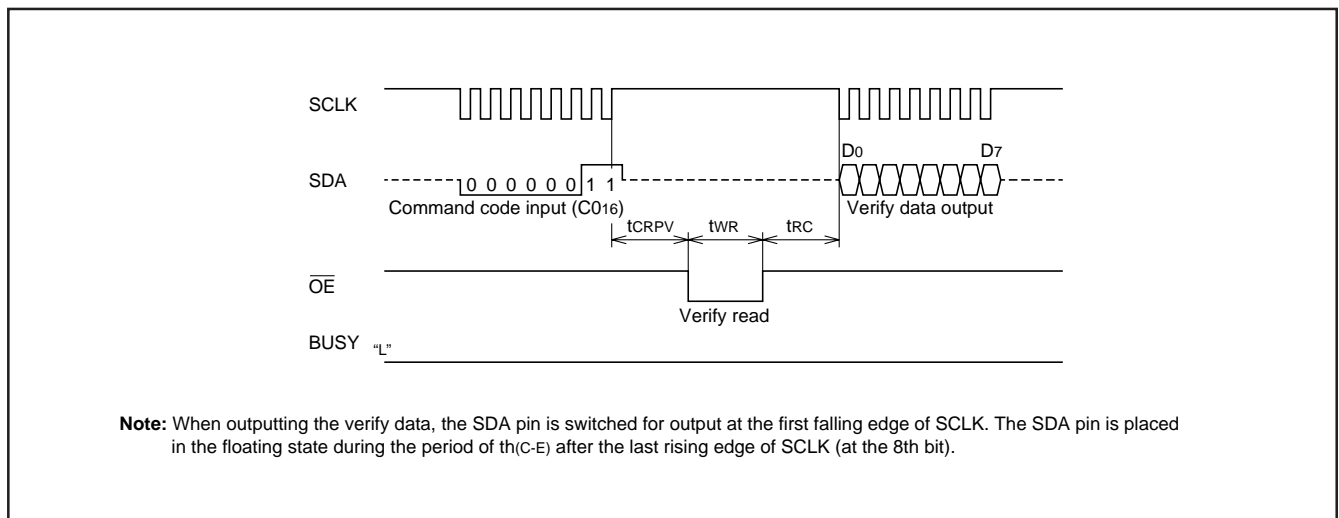 SCLK
D0 D7
SDA
0 0 0 0 0 0 1 1
Command code input (C016)
Verify data output
tCRPV tWR tRC
OE
Verify read
BUSY "L"
Note: When outputting the verify data, the SDA pin is switched for output at the first falling edge of SCLK. The SDA pin is placed
in the floating state during the period of th(C-E) after the last rising edge of SCLK (at the 8th bit).